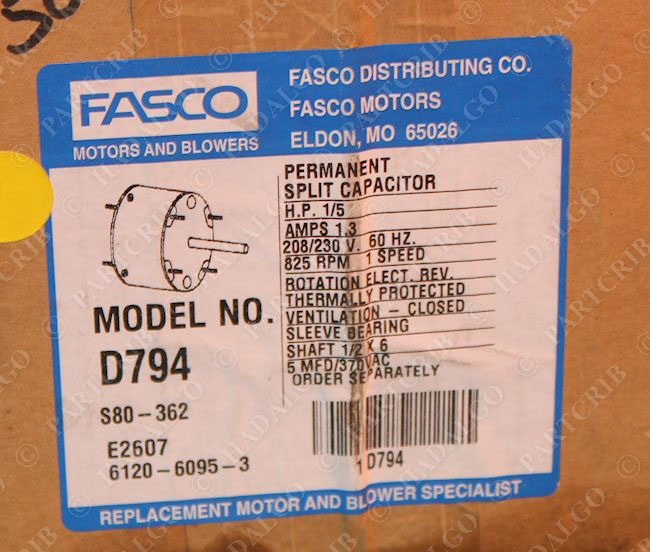 FASCO
MOTORS AND BLOWERS
FASCO DISTRIBUTING CO.
FASCO MOTORS
ELDON, MO 65026
PERMANENT
SPLIT CAPACITOR
H.P. 1/5
AMPS 1.3
208/230 V. 60 HZ.
825 RPM 1 SPEED
ROTATION ELECT. REV.
THERMALLY PROTECTED
VENTILATION - CLOSED
SLEEVE BEARING
SHAFT 1/2 X 6
5 MFD/370VAC
ORDER SEPARATELY
MODEL NO.
D794
S80-362
E2607
6120-6095-3
1D794
REPLACEMENT MOTOR AND BLOWER SPECIALIST
© PARTCRIB
© HADALGO